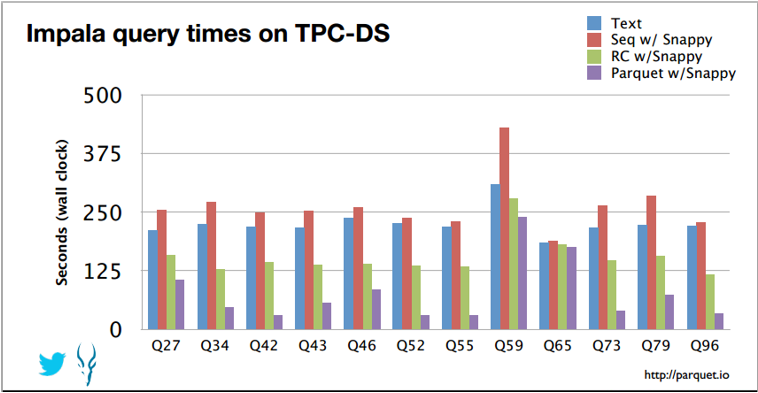 Impala query times on TPC-DS
Text
Seq w/ Snappy
RC w/Snappy
Parquet w/Snappy
Seconds (wall clock)
500
375
250
125
0
Q27 Q34 Q42 Q43 Q46 Q52 Q55 Q59 Q65 Q73 Q79 Q96
http://parquet.io